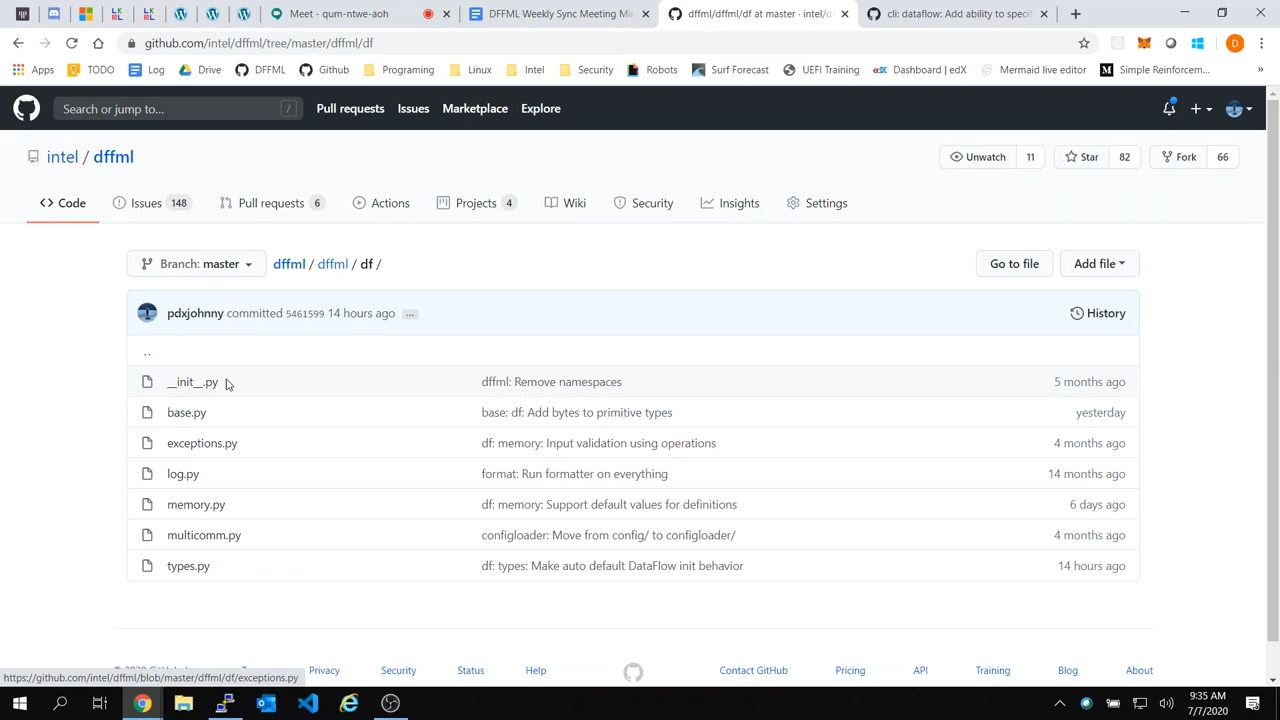 Meet - qum-ntwe-aoh
DFFML Weekly Sync Meeting Mi
dffml/dffml/df at master · intel/d
cli: dataflow: Add ability to specif
github.com/intel/dffml/tree/master/dffml/df
Apps TODO Log Drive DFFML Github Programing Linux Intel Security Robots Surf Forecast UEFI Training Dashboard | edX Mermaid live editor Simple Reinforcem...
Search or jump to... / Pull requests Issues Marketplace Explore
intel / dffml
Unwatch 11 Star 82 Fork 66
Code Issues 148 Pull requests 6 Actions Projects 4 Wiki Security Insights Settings
Branch: master dffml / dffml / df / Go to file Add file
pdxjohnny committed 5461599 14 hours ago ... History
..
__init__.py dffml: Remove namespaces 5 months ago
base.py base: df: Add bytes to primitive types yesterday
exceptions.py df: memory: Input validation using operations 4 months ago
log.py format: Run formatter on everything 14 months ago
memory.py df: memory: Support default values for definitions 6 days ago
multicomm.py configloader: Move from config/ to configloader/ 4 months ago
types.py df: types: Make auto default DataFlow init behavior 14 hours ago
Privacy Security Status Help Contact GitHub Pricing API Training Blog About
https://github.com/intel/dffml/blob/master/dffml/df/exceptions.py
9:35 AM
7/7/2020